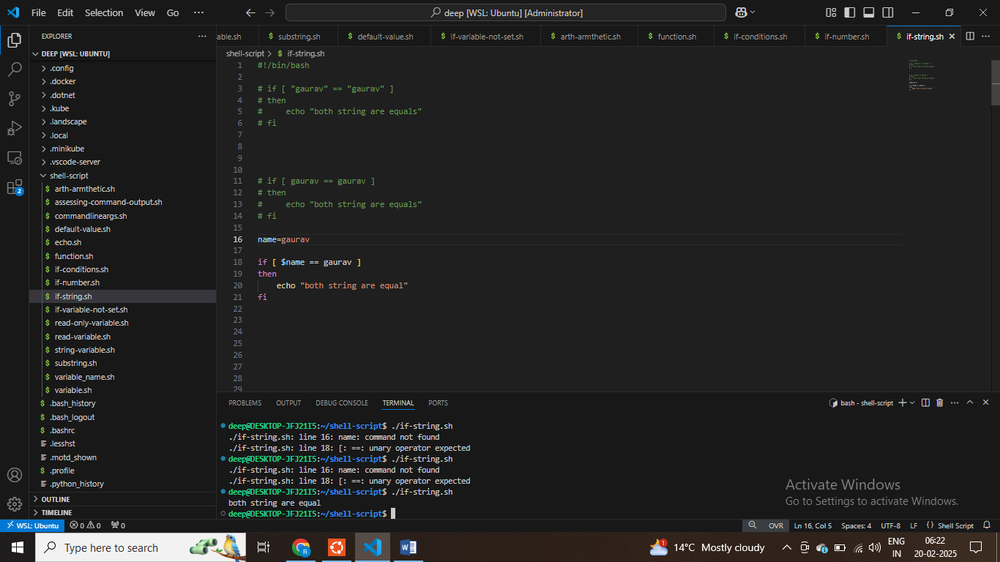 File Edit Selection View Go ··· deep [WSL: Ubuntu] [Administrator]
EXPLORER ···
able.sh $ substring.sh $ default-value.sh $ if-variable-not-set.sh $ arth-armthetic.sh $ function.sh $ if-conditions.sh $ if-number.sh $ if-string.sh
DEEP [WSL: UBUNTU]
.config
.docker
.dotnet
.kube
.landscape
.local
.minikube
.vscode-server
shell-script
$ arth-armthetic.sh
$ assessing-command-output.sh
$ commandlineargs.sh
$ default-value.sh
$ echo.sh
$ function.sh
$ if-conditions.sh
$ if-number.sh
$ if-string.sh
$ if-variable-not-set.sh
$ read-only-variable.sh
$ read-variable.sh
$ string-variable.sh
$ substring.sh
$ variable_name.sh
$ variable.sh
$ .bash_history
$ .bash_logout
$ .bashrc
.lesshst
.motd_shown
$ .profile
.python_history
OUTLINE
TIMELINE
2
shell-script > $ if-string.sh
1 #!/bin/bash
2
3 # if [ "gaurav" == "gaurav" ]
4 # then
5 #     echo "both string are equals"
6 # fi
7
8
9
10
11 # if [ gaurav == gaurav ]
12 # then
13 #     echo "both string are equals"
14 # fi
15
16 name=gaurav
17
18 if [ $name == gaurav ]
19 then
20     echo "both string are equal"
21 fi
22
23
24
25
26
27
28
29
PROBLEMS OUTPUT DEBUG CONSOLE TERMINAL PORTS bash - shell-script
deep@DESKTOP-JFJ21I5:~/shell-script$ ./if-string.sh
./if-string.sh: line 16: name: command not found
./if-string.sh: line 18: [: ==: unary operator expected
deep@DESKTOP-JFJ21I5:~/shell-script$ ./if-string.sh
./if-string.sh: line 16: name: command not found
./if-string.sh: line 18: [: ==: unary operator expected
deep@DESKTOP-JFJ21I5:~/shell-script$ ./if-string.sh
both string are equal
deep@DESKTOP-JFJ21I5:~/shell-script$
Activate Windows
Go to Settings to activate Windows.
WSL: Ubuntu 0 0 0 OVR Ln 16, Col 5 Spaces: 4 UTF-8 LF {} Shell Script
Type here to search 1 14°C Mostly cloudy ENG IN 06:22 20-02-2025